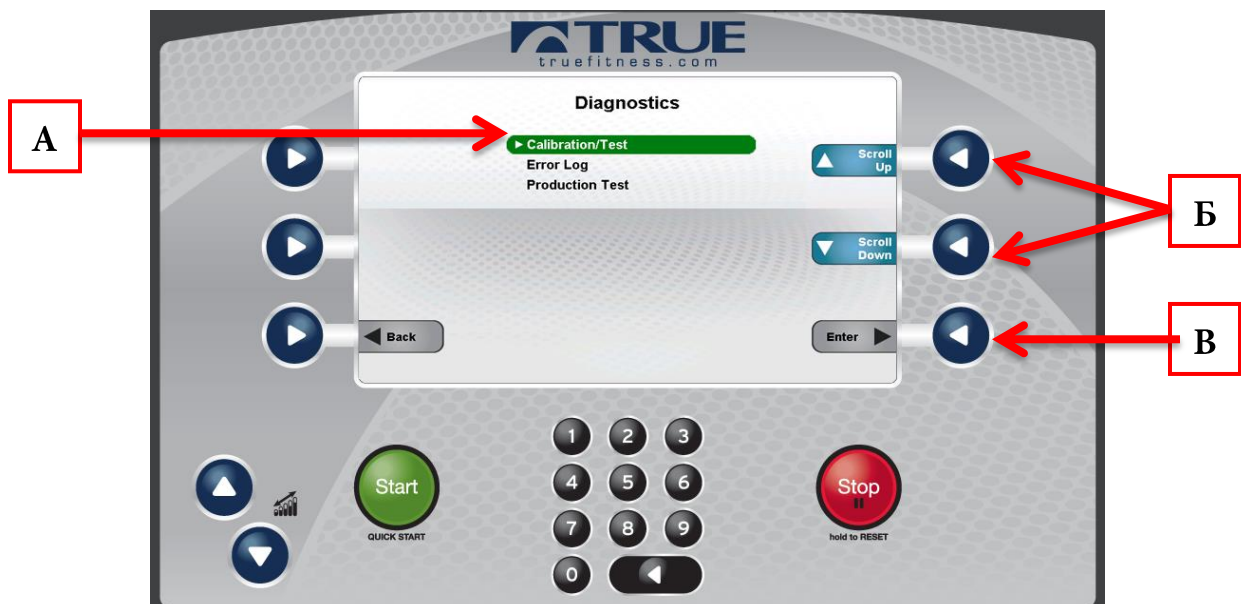 TRUE
truefitness.com
Diagnostics
А
Calibration/Test
Error Log
Production Test
Scroll
Up
Б
Scroll
Down
Back
Enter
В
1 2 3
4 5 6
7 8 9
0
Start
QUICK START
Stop
hold to RESET